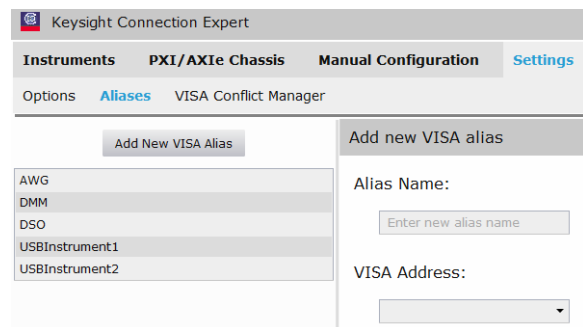 Keysight Connection Expert
Instruments PXI/AXIe Chassis Manual Configuration Settings
Options Aliases VISA Conflict Manager
Add New VISA Alias
AWG
DMM
DSO
USBInstrument1
USBInstrument2
Add new VISA alias
Alias Name:
Enter new alias name
VISA Address: